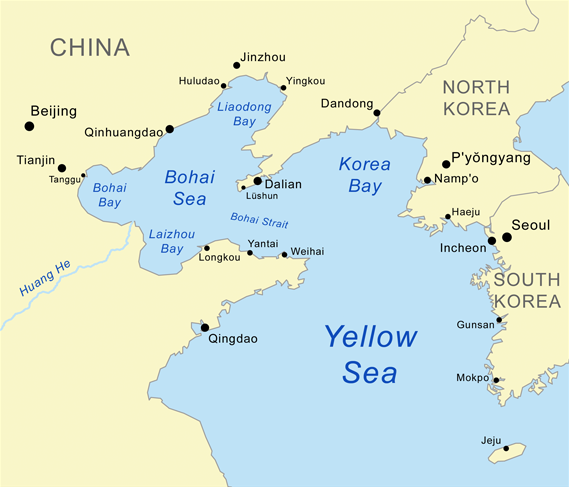 CHINA
Jinzhou
Huludao
Yingkou
Liaodong
Bay
Beijing
Dandong
NORTH
KOREA
Qinhuangdao
Tianjin
Tanggu
Bohai
Bay
Bohai
Sea
Dalian
Lüshun
Korea
Bay
P'yŏngyang
Namp'o
Haeju
Bohai Strait
Seoul
Incheon
Laizhou
Bay
Longkou
Yantai
Weihai
Huang He
SOUTH
KOREA
Gunsan
Qingdao
Yellow
Sea
Mokpo
Jeju